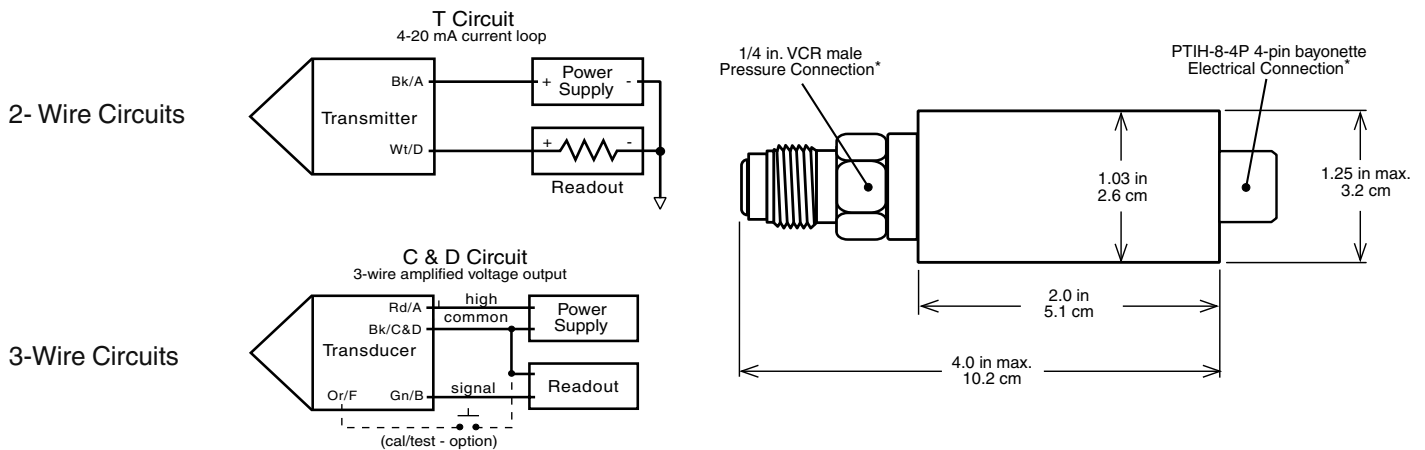 2- Wire Circuits
T Circuit
4-20 mA current loop
Transmitter
Bk/A
Wt/D
+ Power Supply -
+ -
Readout
3-Wire Circuits
C & D Circuit
3-wire amplified voltage output
Transducer
Rd/A
Bk/C&D
Or/F
Gn/B
high
common
signal
Power
Supply
Readout
(cal/test - option)
1/4 in. VCR male
Pressure Connection*
PTIH-8-4P 4-pin bayonette
Electrical Connection*
1.03 in
2.6 cm
1.25 in max.
3.2 cm
2.0 in
5.1 cm
4.0 in max.
10.2 cm